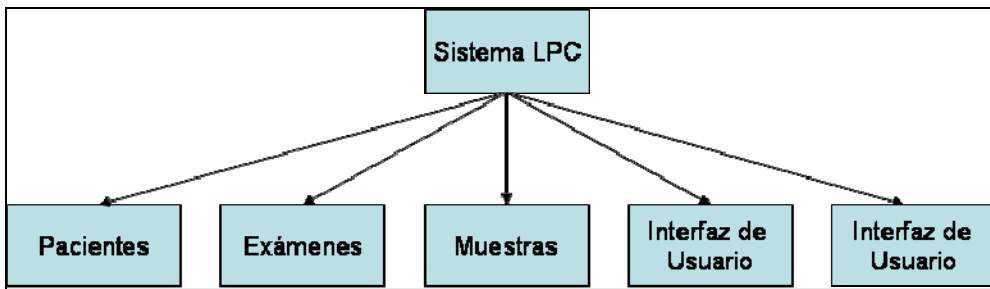 Sistema LPC
Pacientes
Exámenes
Muestras
Interfaz de
Usuario
Interfaz de
Usuario